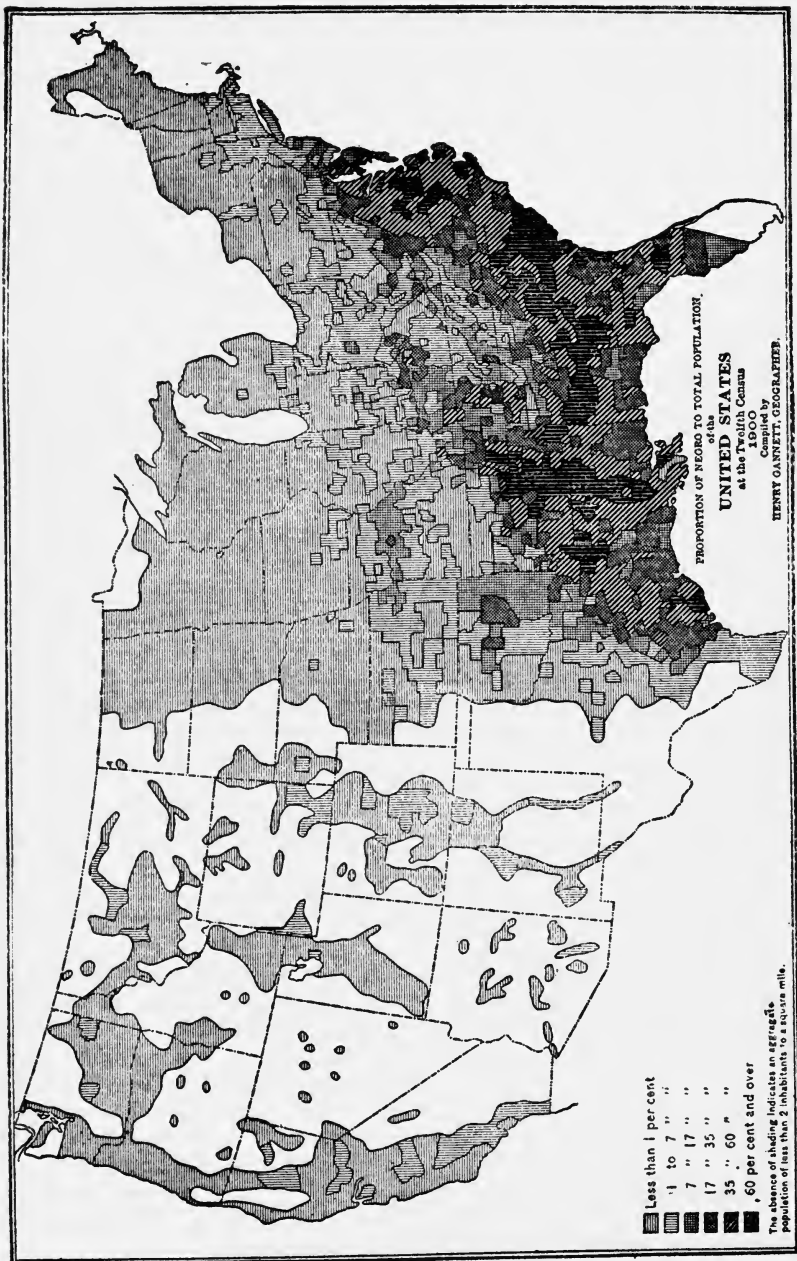 PROPORTION OF NEGRO TO TOTAL POPULATION,
of the
UNITED STATES
at the Twelfth Census
1900
Compiled by
HENRY GANNETT, GEOGRAPHER.
Less than 1 per cent
1 to 7 " "
7 " 17 " "
17 " 35 " "
35 " 60 " "
60 per cent and over
The absence of shading indicates an aggregate
population of less than 2 inhabitants to a square mile.